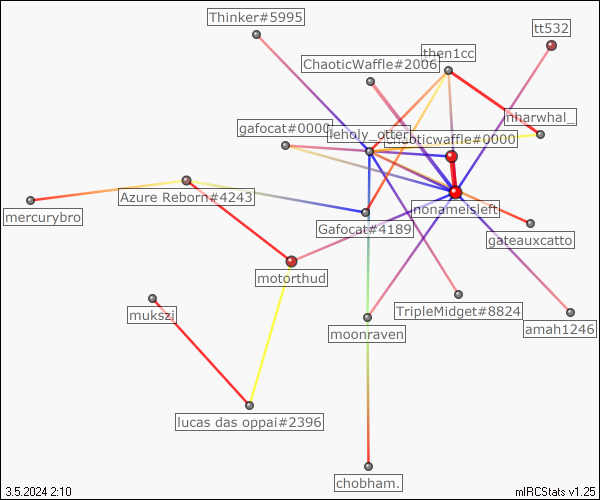 Thinker#5995
tt532
then1cc
ChaoticWaffle#2006
nharwhal_
gafocat#0000
leholy_otter
chaoticwaffle#0000
Azure Reborn#4243
nonameisleft
mercurybro
Gafocat#4189
gateauxcatto
motorthud
TripleMidget#8824
mukszi
moonraven
amah1246
lucas das oppai#2396
chobham.
3.5.2024 2:10
mIRCStats v1.25